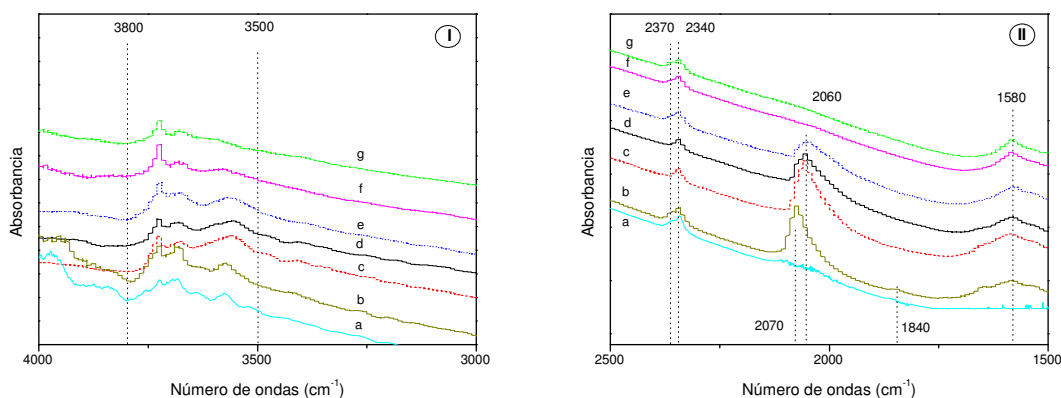 3800
3500
I
g
f
e
d
c
b
a
Absorbancia
4000
3500
3000
Número de ondas (cm-1)
2370
2340
II
g
f
2060
1580
e
d
c
b
a
2070
1840
Absorbancia
2500
2000
1500
Número de ondas (cm-1)